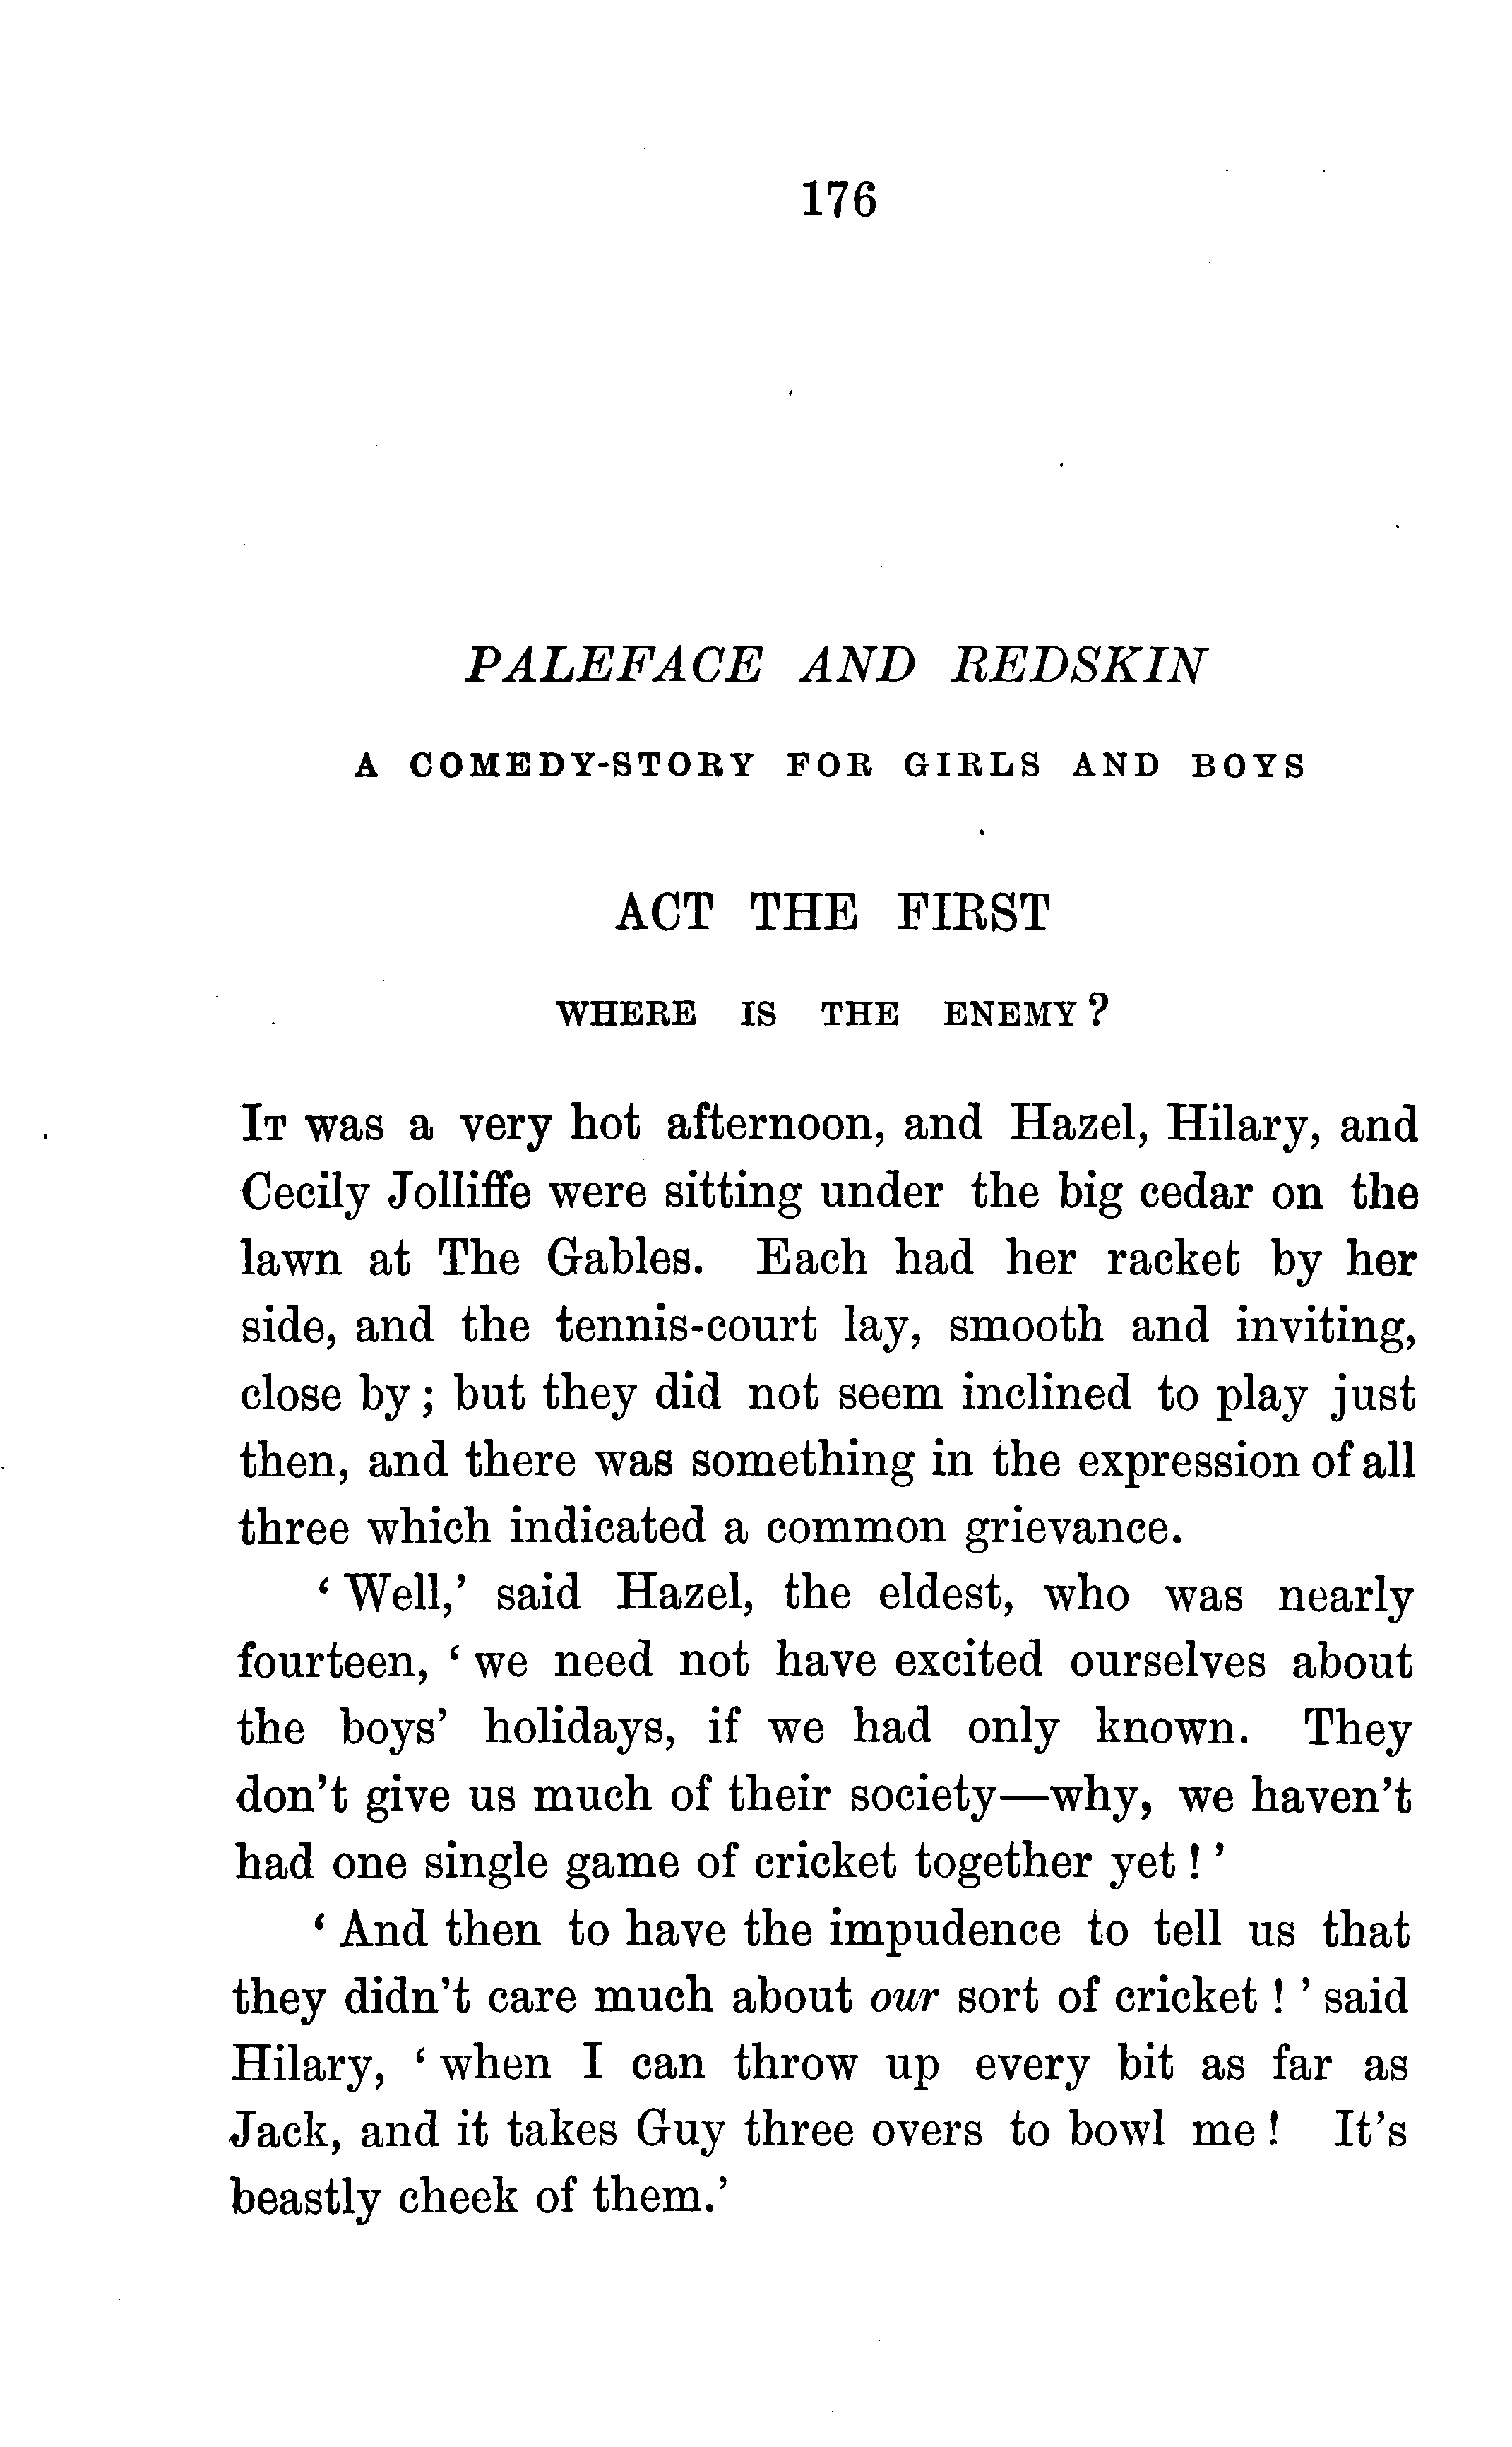 176
PALEFACE AND REDSKIN
A COMEDY-STORY FOR GIRLS AND BOYS
ACT THE FIRST
WHERE IS THE ENEMY?
IT was a very hot afternoon, and Hazel, Hilary, and
Cecily Jolliffe were sitting under the big cedar on the
lawn at The Gables. Each had her racket by her
side, and the tennis-court lay, smooth and inviting,
close by; but they did not seem inclined to play just
then, and there was something in the expression of all
three which indicated a common grievance.
‘Well,’ said Hazel, the eldest, who was nearly
fourteen, ‘we need not have excited ourselves about
the boys’ holidays, if we had only known. They
don’t give us much of their society—why, we haven’t
had one single game of cricket together yet!’
‘And then to have the impudence to tell us that
they didn’t care much about our sort of cricket!’ said
Hilary, ‘when I can throw up every bit as far as
Jack, and it takes Guy three overs to bowl me! It’s
beastly cheek of them.’